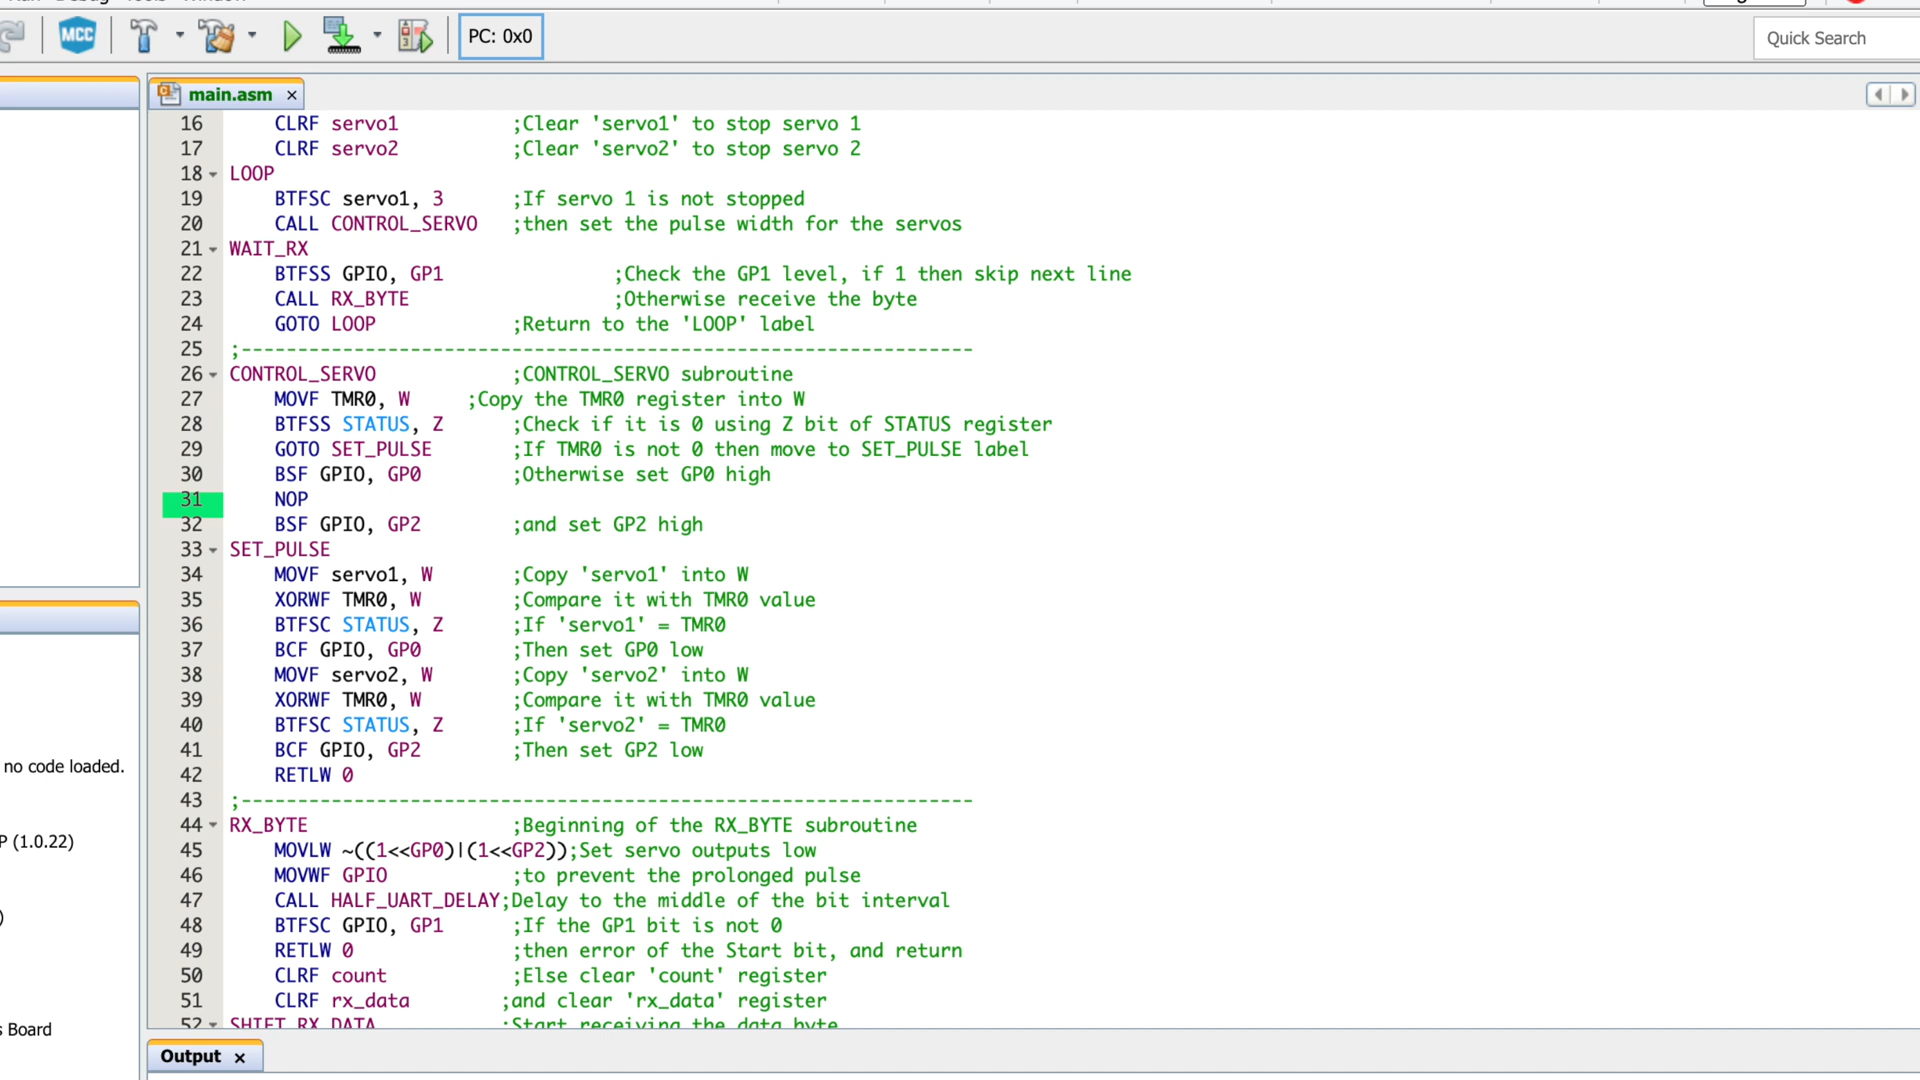 MCC
PC: 0x0
Quick Search
main.asm ×
16 CLRF servo1 ;Clear 'servo1' to stop servo 1
17 CLRF servo2 ;Clear 'servo2' to stop servo 2
18 LOOP
19 BTFSC servo1, 3 ;If servo 1 is not stopped
20 CALL CONTROL_SERVO ;then set the pulse width for the servos
21 WAIT_RX
22 BTFSS GPIO, GP1 ;Check the GP1 level, if 1 then skip next line
23 CALL RX_BYTE ;Otherwise receive the byte
24 GOTO LOOP ;Return to the 'LOOP' label
25 ;-----------------------------------------------------------------
26 CONTROL_SERVO ;CONTROL_SERVO subroutine
27 MOVF TMR0, W ;Copy the TMR0 register into W
28 BTFSS STATUS, Z ;Check if it is 0 using Z bit of STATUS register
29 GOTO SET_PULSE ;If TMR0 is not 0 then move to SET_PULSE label
30 BSF GPIO, GP0 ;Otherwise set GP0 high
31 NOP
32 BSF GPIO, GP2 ;and set GP2 high
33 SET_PULSE
34 MOVF servo1, W ;Copy 'servo1' into W
35 XORWF TMR0, W ;Compare it with TMR0 value
36 BTFSC STATUS, Z ;If 'servo1' = TMR0
37 BCF GPIO, GP0 ;Then set GP0 low
38 MOVF servo2, W ;Copy 'servo2' into W
39 XORWF TMR0, W ;Compare it with TMR0 value
40 BTFSC STATUS, Z ;If 'servo2' = TMR0
41 BCF GPIO, GP2 ;Then set GP2 low
42 RETLW 0
43 ;-----------------------------------------------------------------
44 RX_BYTE ;Beginning of the RX_BYTE subroutine
45 MOVLW ~((1<<GP0)|(1<<GP2));Set servo outputs low
46 MOVWF GPIO ;to prevent the prolonged pulse
47 CALL HALF_UART_DELAY;Delay to the middle of the bit interval
48 BTFSC GPIO, GP1 ;If the GP1 bit is not 0
49 RETLW 0 ;then error of the Start bit, and return
50 CLRF count ;Else clear 'count' register
51 CLRF rx_data ;and clear 'rx_data' register
52 SHIFT_RX_DATA ;Start receiving the data byte
no code loaded.
P (1.0.22)
)
s Board
Output ×